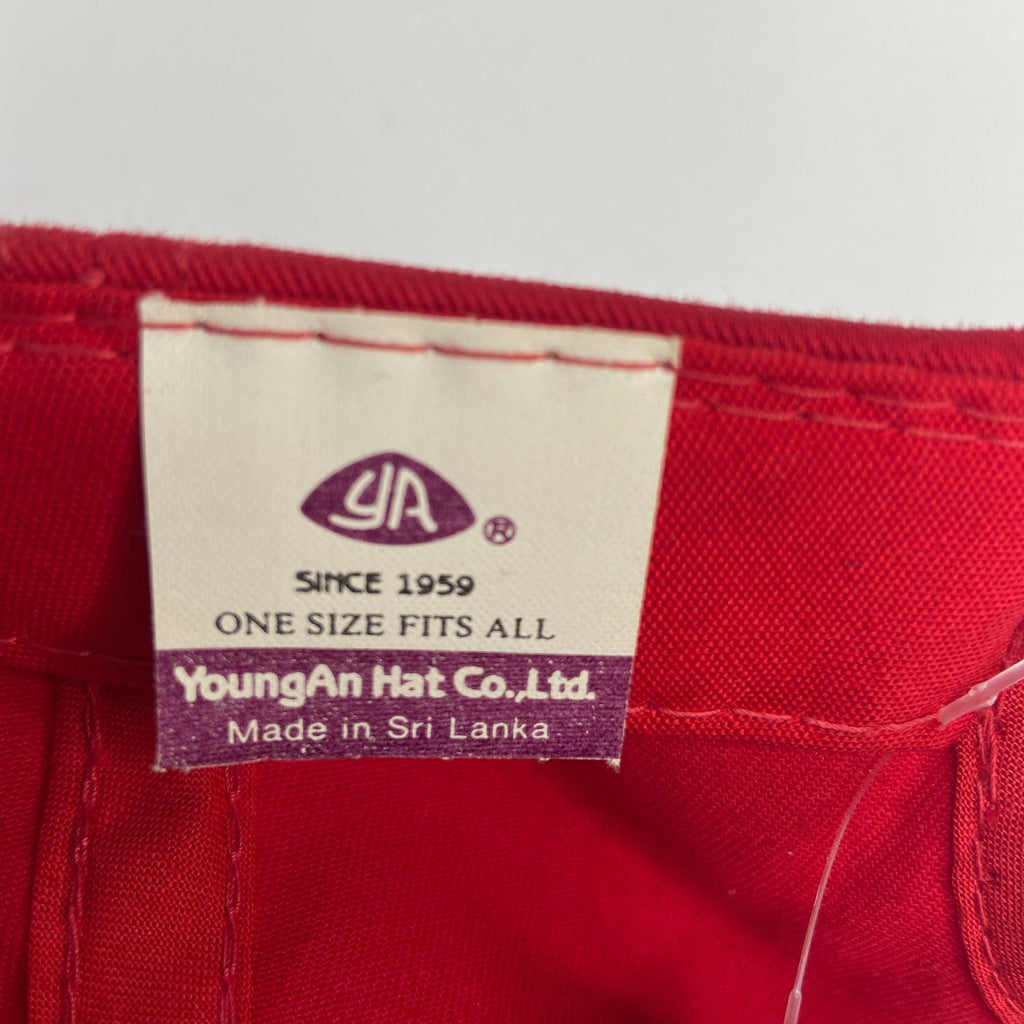 YA®
SINCE 1959
ONE SIZE FITS ALL
YoungAn Hat Co.,Ltd.
Made in Sri Lanka